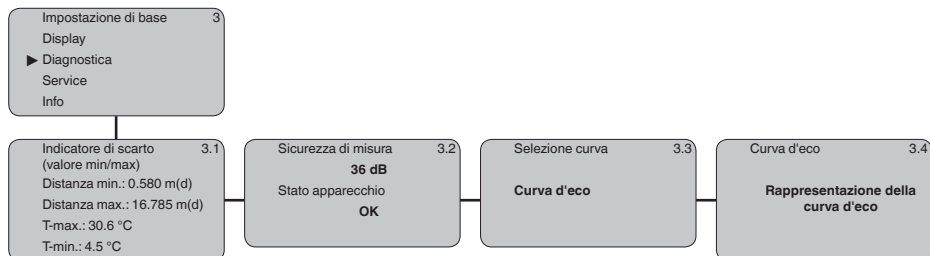 Impostazione di base 3
Display
▶ Diagnostica
Service
Info
Indicatore di scarto 3.1
(valore min/max)
Distanza min.: 0.580 m(d)
Distanza max.: 16.785 m(d)
T-max.: 30.6 °C
T-min.: 4.5 °C
Sicurezza di misura 3.2
36 dB
Stato apparecchio
OK
Selezione curva 3.3
Curva d'eco
Curva d'eco 3.4
Rappresentazione della
curva d'eco